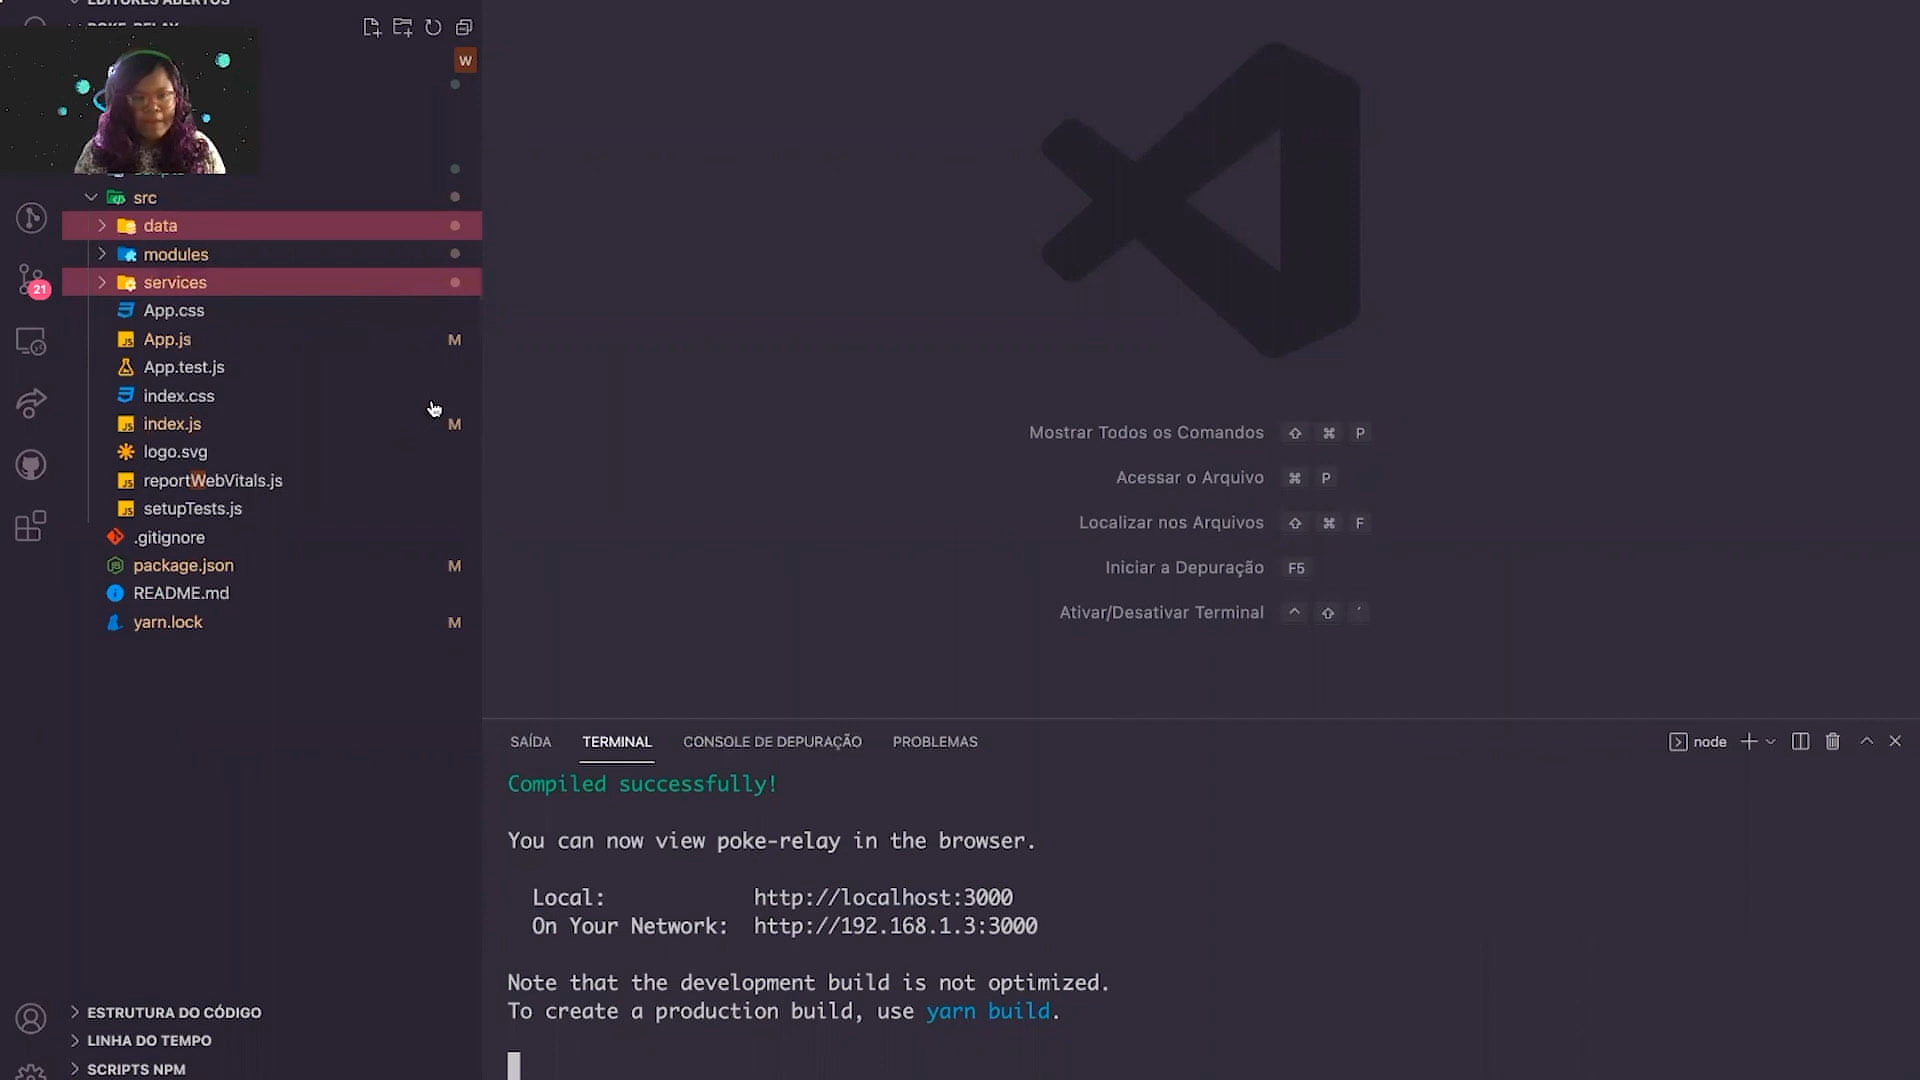 EDITORES ABERTOS
POKE-RELAY
W
src
data
modules
services
21
App.css
App.js M
App.test.js
index.css
index.js M
logo.svg
reportWebVitals.js
setupTests.js
.gitignore
package.json M
README.md
yarn.lock M
ESTRUTURA DO CÓDIGO
LINHA DO TEMPO
SCRIPTS NPM
Mostrar Todos os Comandos ⇧ ⌘ P
Acessar o Arquivo ⌘ P
Localizar nos Arquivos ⇧ ⌘ F
Iniciar a Depuração F5
Ativar/Desativar Terminal ^ ⇧ ´
SAÍDA TERMINAL CONSOLE DE DEPURAÇÃO PROBLEMAS node
Compiled successfully!
You can now view poke-relay in the browser.
Local: http://localhost:3000
On Your Network: http://192.168.1.3:3000
Note that the development build is not optimized.
To create a production build, use yarn build.